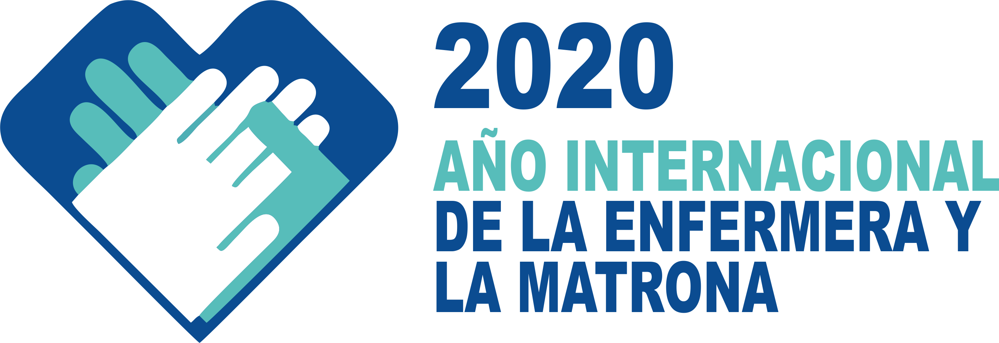 2020
AÑO INTERNACIONAL
DE LA ENFERMERA Y
LA MATRONA